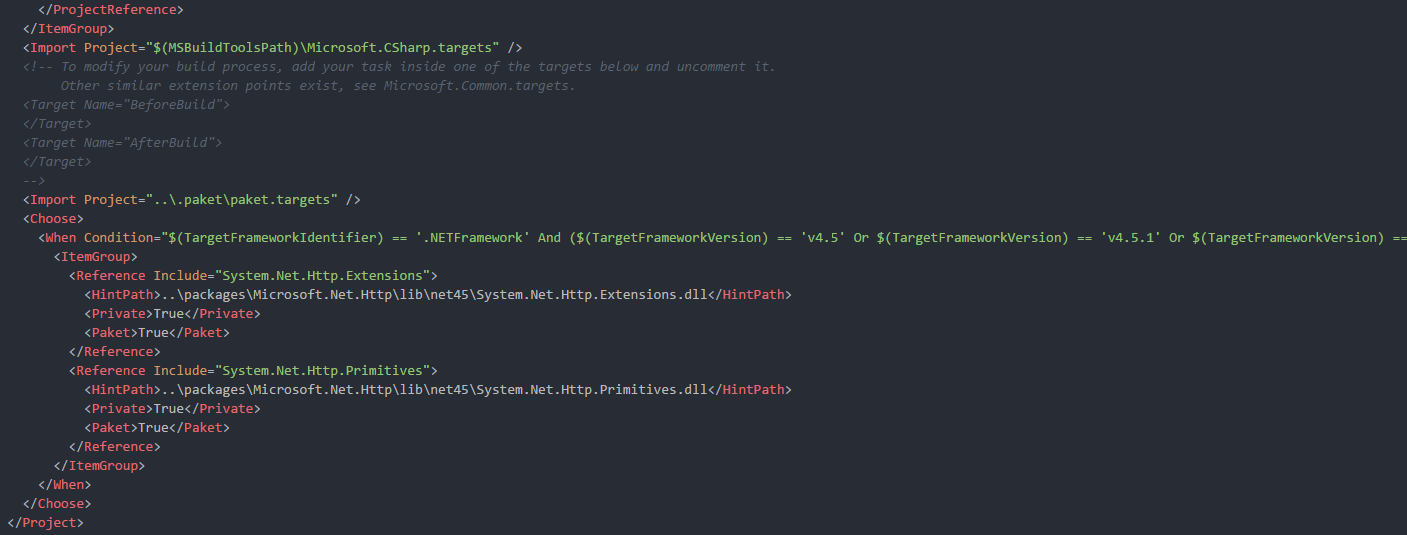 </ProjectReference>
</ItemGroup>
<Import Project="$(MSBuildToolsPath)\Microsoft.CSharp.targets" />
<!-- To modify your build process, add your task inside one of the targets below and uncomment it.
Other similar extension points exist, see Microsoft.Common.targets.
<Target Name="BeforeBuild">
</Target>
<Target Name="AfterBuild">
</Target>
-->
<Import Project="..\.paket\paket.targets" />
<Choose>
<When Condition="$(TargetFrameworkIdentifier) == '.NETFramework' And ($(TargetFrameworkVersion) == 'v4.5' Or $(TargetFrameworkVersion) == 'v4.5.1' Or $(TargetFrameworkVersion) ==
<ItemGroup>
<Reference Include="System.Net.Http.Extensions">
<HintPath>..\packages\Microsoft.Net.Http\lib\net45\System.Net.Http.Extensions.dll</HintPath>
<Private>True</Private>
<Paket>True</Paket>
</Reference>
<Reference Include="System.Net.Http.Primitives">
<HintPath>..\packages\Microsoft.Net.Http\lib\net45\System.Net.Http.Primitives.dll</HintPath>
<Private>True</Private>
<Paket>True</Paket>
</Reference>
</ItemGroup>
</When>
</Choose>
</Project>